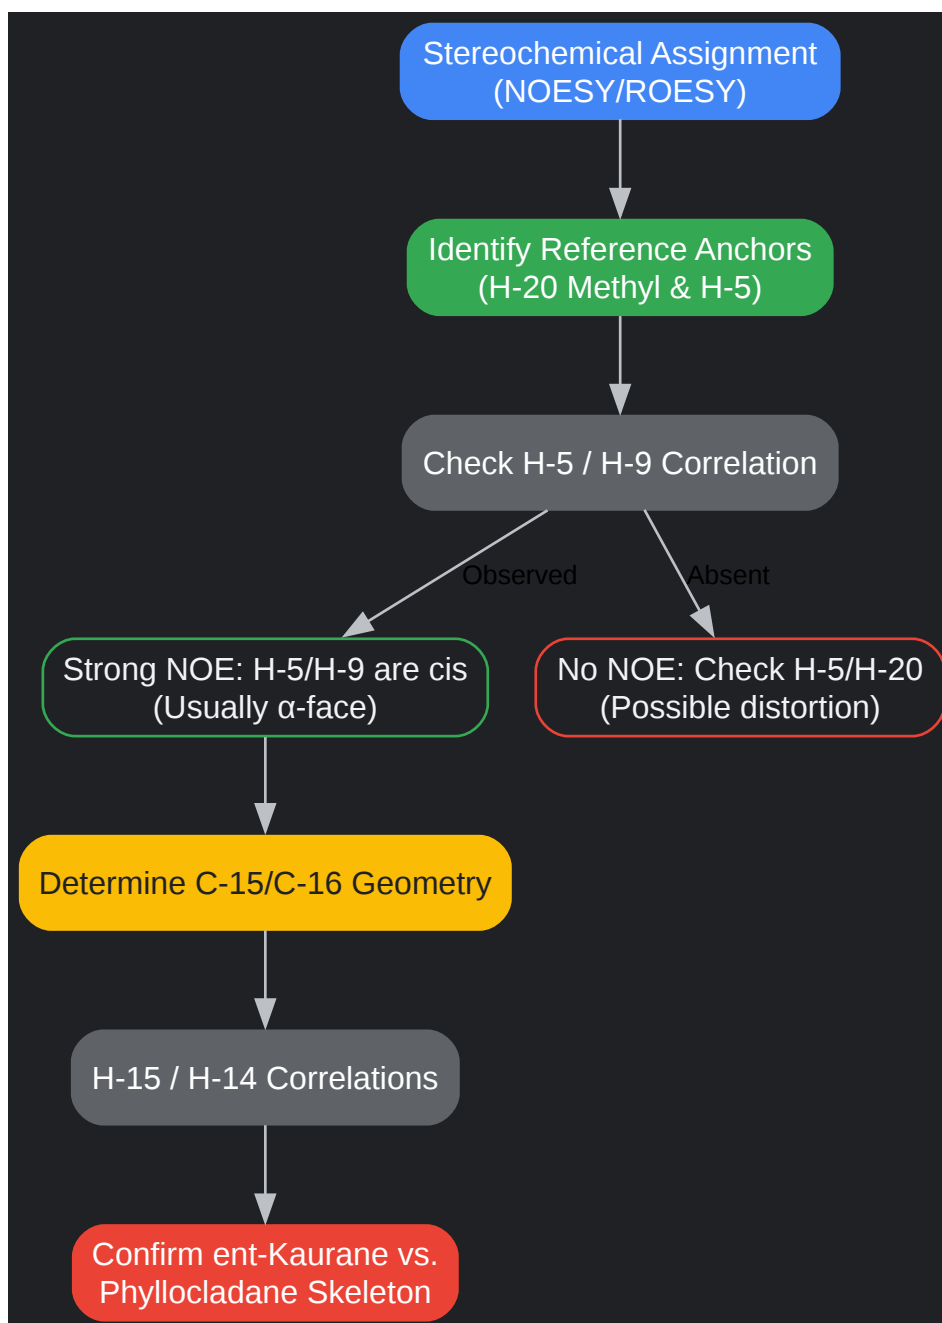 Stereochemical Assignment
(NOESY/ROESY)
Identify Reference Anchors
(H-20 Methyl & H-5)
Check H-5 / H-9 Correlation
Observed
Absent
Strong NOE: H-5/H-9 are cis
(Usually α-face)
No NOE: Check H-5/H-20
(Possible distortion)
Determine C-15/C-16 Geometry
H-15 / H-14 Correlations
Confirm ent-Kaurane vs.
Phyllocladane Skeleton